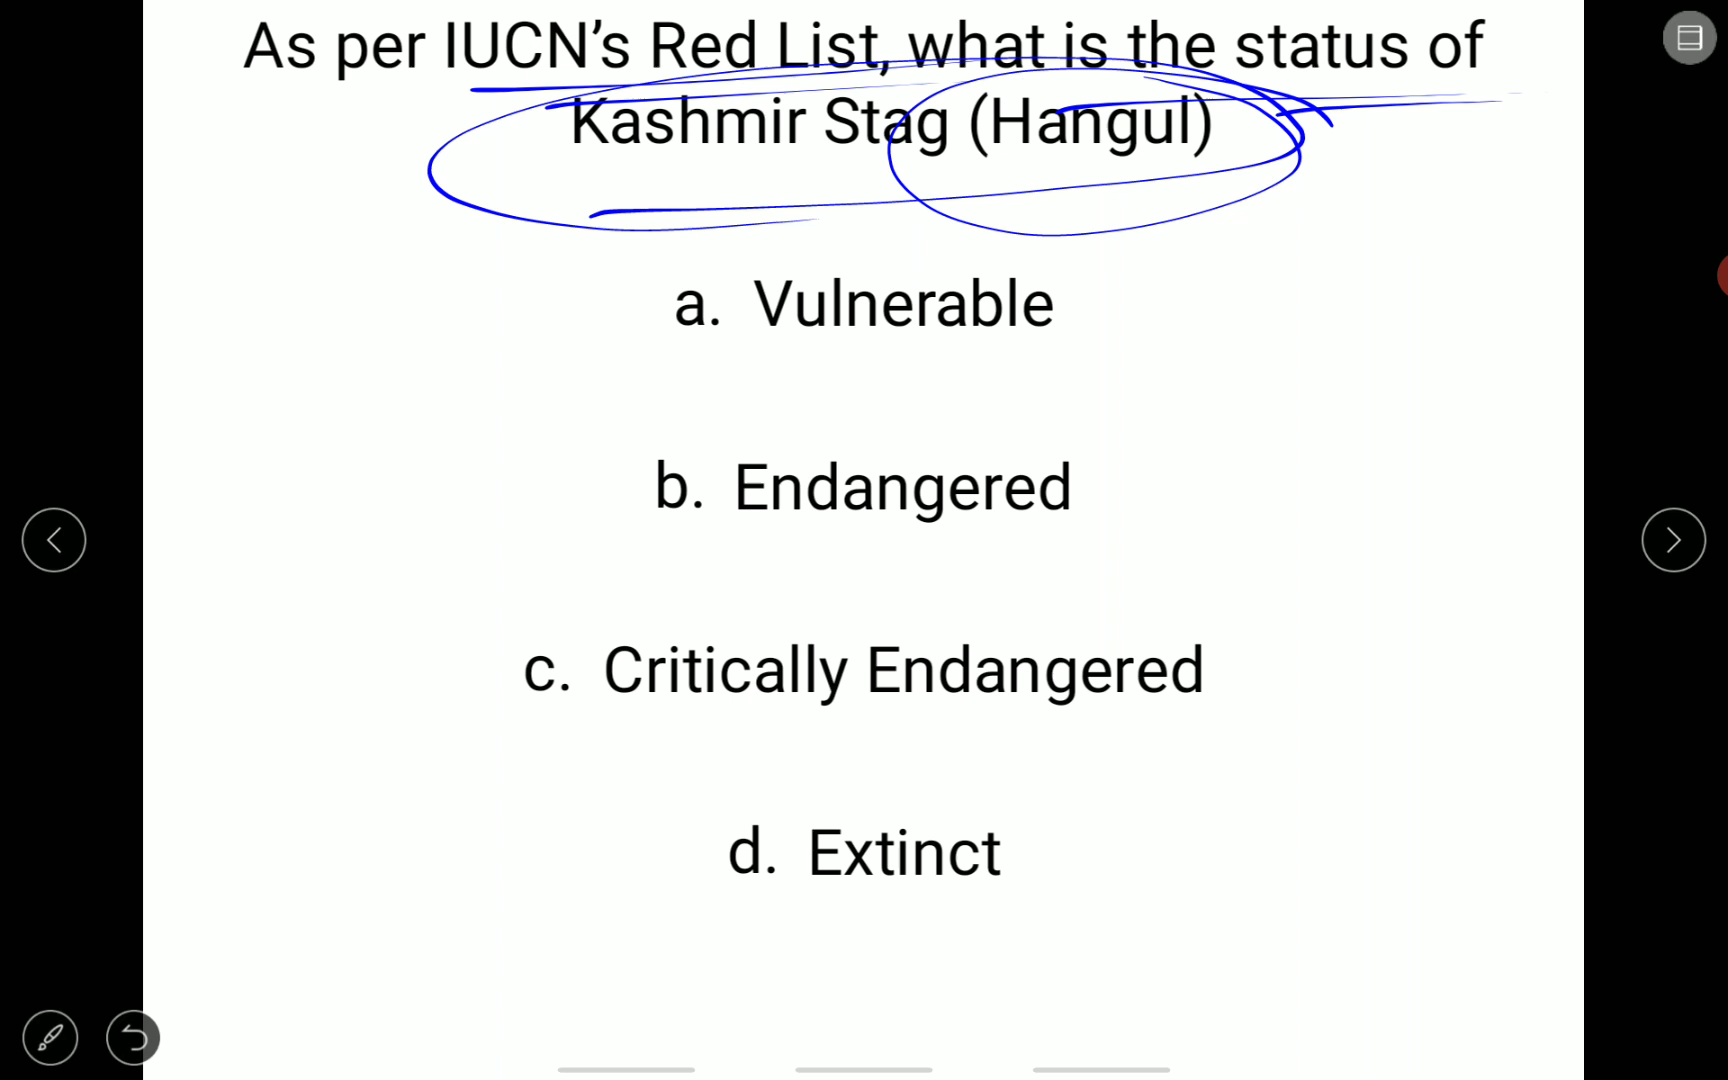 As per IUCN’s Red List, what is the status of
Kashmir Stag (Hangul)
a. Vulnerable
b. Endangered
c. Critically Endangered
d. Extinct